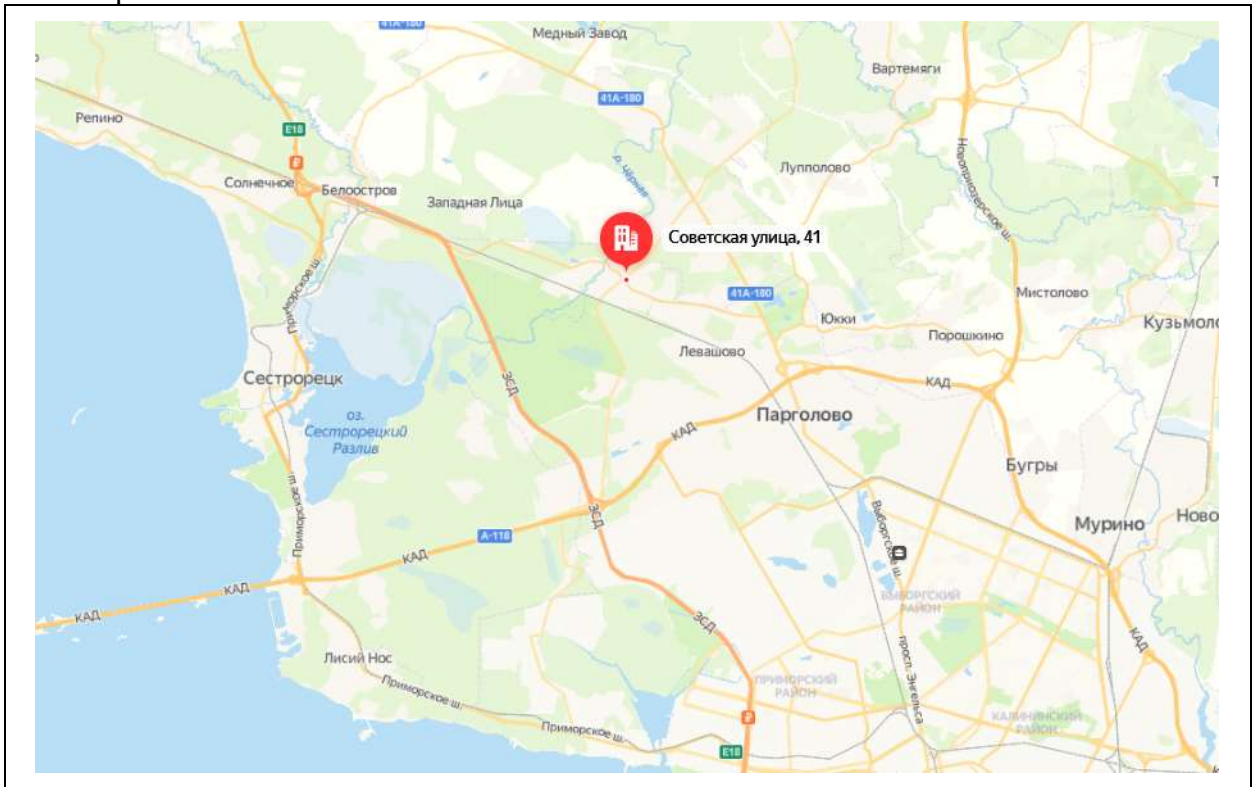 41А-180
Медный Завод
Вартемяги
41А-180
Репино
Е18
Новоприозерское ш.
р. Чёрная
Лупполово
Солнечное
Белоостров
Западная Лица
Советская улица, 41
Приморское ш.
41А-180
Мистолово
Юкки
Порошкино
Кузьмоло
Левашово
ЗСД
КАД
Сестрорецк
оз.
Сестрорецкий
Разлив
КАД
Парголово
Бугры
Приморское ш.
ЗСД
Выборгское ш.
Мурино
Ново
А-118
КАД
КАД
КАД
ВЫБОРГСКИЙ
РАЙОН
ЗСД
КАД
Лисий Нос
просп. Энгельса
Приморское ш.
ПРИМОРСКИЙ
РАЙОН
КАЛИНИНСКИЙ
РАЙОН
Приморское ш.
Е18